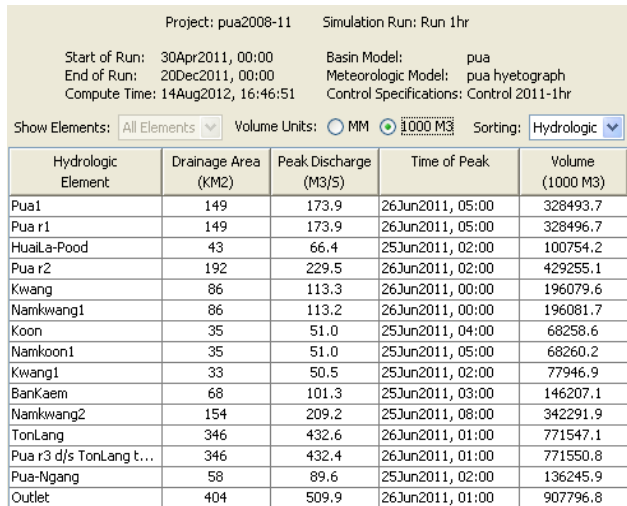 Project: pua2008-11 Simulation Run: Run 1hr
Start of Run: 30Apr2011, 00:00 Basin Model: pua
End of Run: 20Dec2011, 00:00 Meteorologic Model: pua hyetograph
Compute Time: 14Aug2012, 16:46:51 Control Specifications: Control 2011-1hr
Show Elements: All Elements Volume Units: MM 1000 M3 Sorting: Hydrologic
Hydrologic Drainage Area Peak Discharge Time of Peak Volume
Element (KM2) (M3/S) (1000 M3)
Pua1 149 173.9 26Jun2011, 05:00 328493.7
Pua r1 149 173.9 26Jun2011, 05:00 328496.7
HuaiLa-Pood 43 66.4 25Jun2011, 02:00 100754.2
Pua r2 192 229.5 26Jun2011, 02:00 429255.1
Kwang 86 113.3 26Jun2011, 00:00 196079.6
Namkwang1 86 113.2 26Jun2011, 00:00 196081.7
Koon 35 51.0 25Jun2011, 04:00 68258.6
Namkoon1 35 51.0 25Jun2011, 05:00 68260.2
Kwang1 33 50.5 25Jun2011, 02:00 77946.9
BanKaem 68 101.3 25Jun2011, 03:00 146207.1
Namkwang2 154 209.2 25Jun2011, 08:00 342291.9
TonLang 346 432.6 26Jun2011, 01:00 771547.1
Pua r3 d/s TonLang t... 346 432.4 26Jun2011, 01:00 771550.8
Pua-Ngang 58 89.6 25Jun2011, 02:00 136245.9
Outlet 404 509.9 26Jun2011, 01:00 907796.8